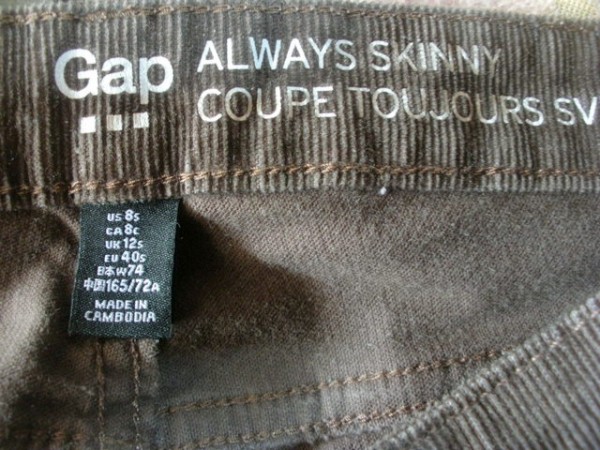 Gap
ALWAYS SKINNY
COUPE TOUJOURS SV
US 8S
CA 8C
UK 12S
EU 40S
日本 W74
中国 165/72A
MADE IN
CAMBODIA